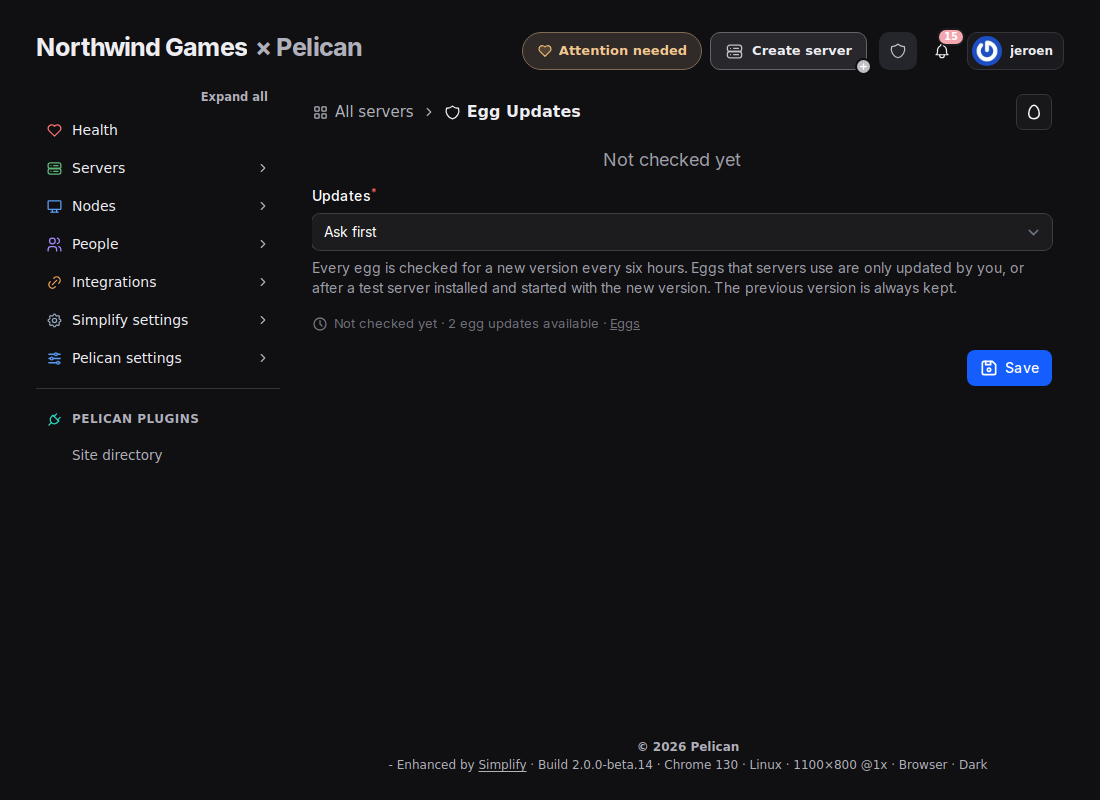 Northwind Games × Pelican
Attention needed
Create server
15
jeroen
Expand all
Health
Servers
Nodes
People
Integrations
Simplify settings
Pelican settings
PELICAN PLUGINS
Site directory
All servers
Egg Updates
Not checked yet
Updates*
Ask first
Every egg is checked for a new version every six hours. Eggs that servers use are only updated by you, or
after a test server installed and started with the new version. The previous version is always kept.
Not checked yet · 2 egg updates available · Eggs
Save
© 2026 Pelican
- Enhanced by Simplify · Build 2.0.0-beta.14 · Chrome 130 · Linux · 1100×800 @1x · Browser · Dark